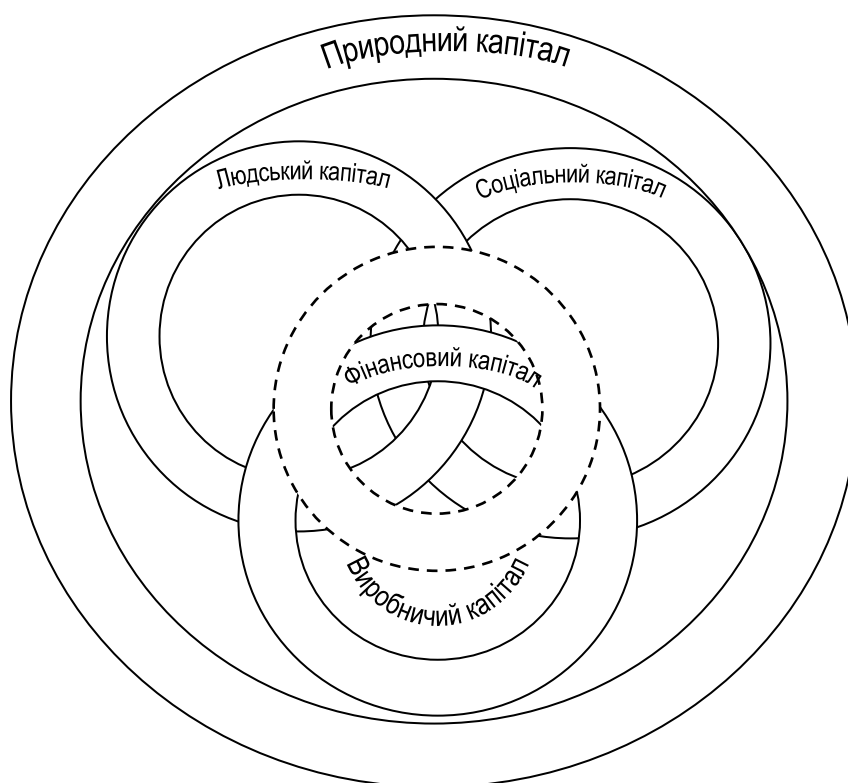 Природний капітал
Людський капітал
Соціальний капітал
Фінансовий капітал
Виробничий капітал